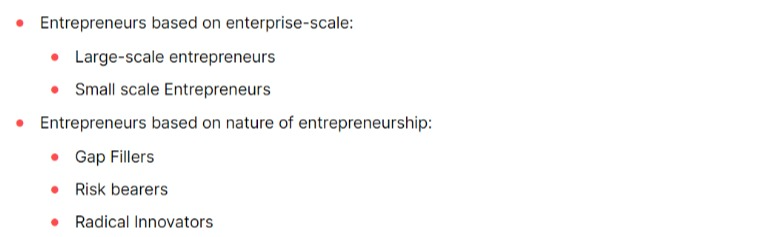 Entrepreneurs based on enterprise-scale:
Large-scale entrepreneurs
Small scale Entrepreneurs
Entrepreneurs based on nature of entrepreneurship:
Gap Fillers
Risk bearers
Radical Innovators